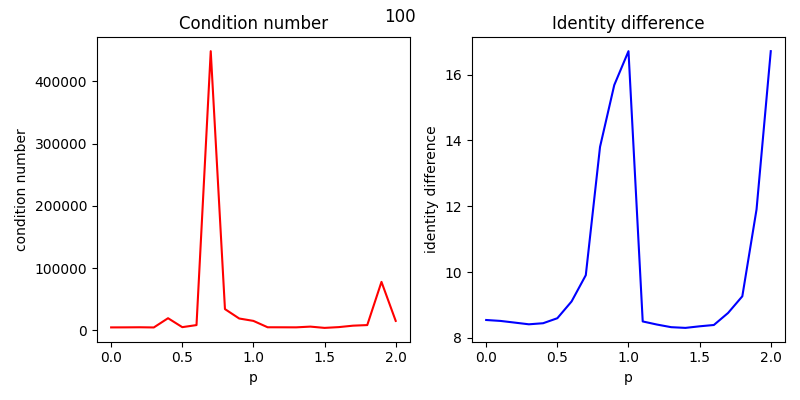 100
Condition number
condition number
400000
300000
200000
100000
0
0.0 0.5 1.0 1.5 2.0
p
Identity difference
identity difference
16
14
12
10
8
0.0 0.5 1.0 1.5 2.0
p